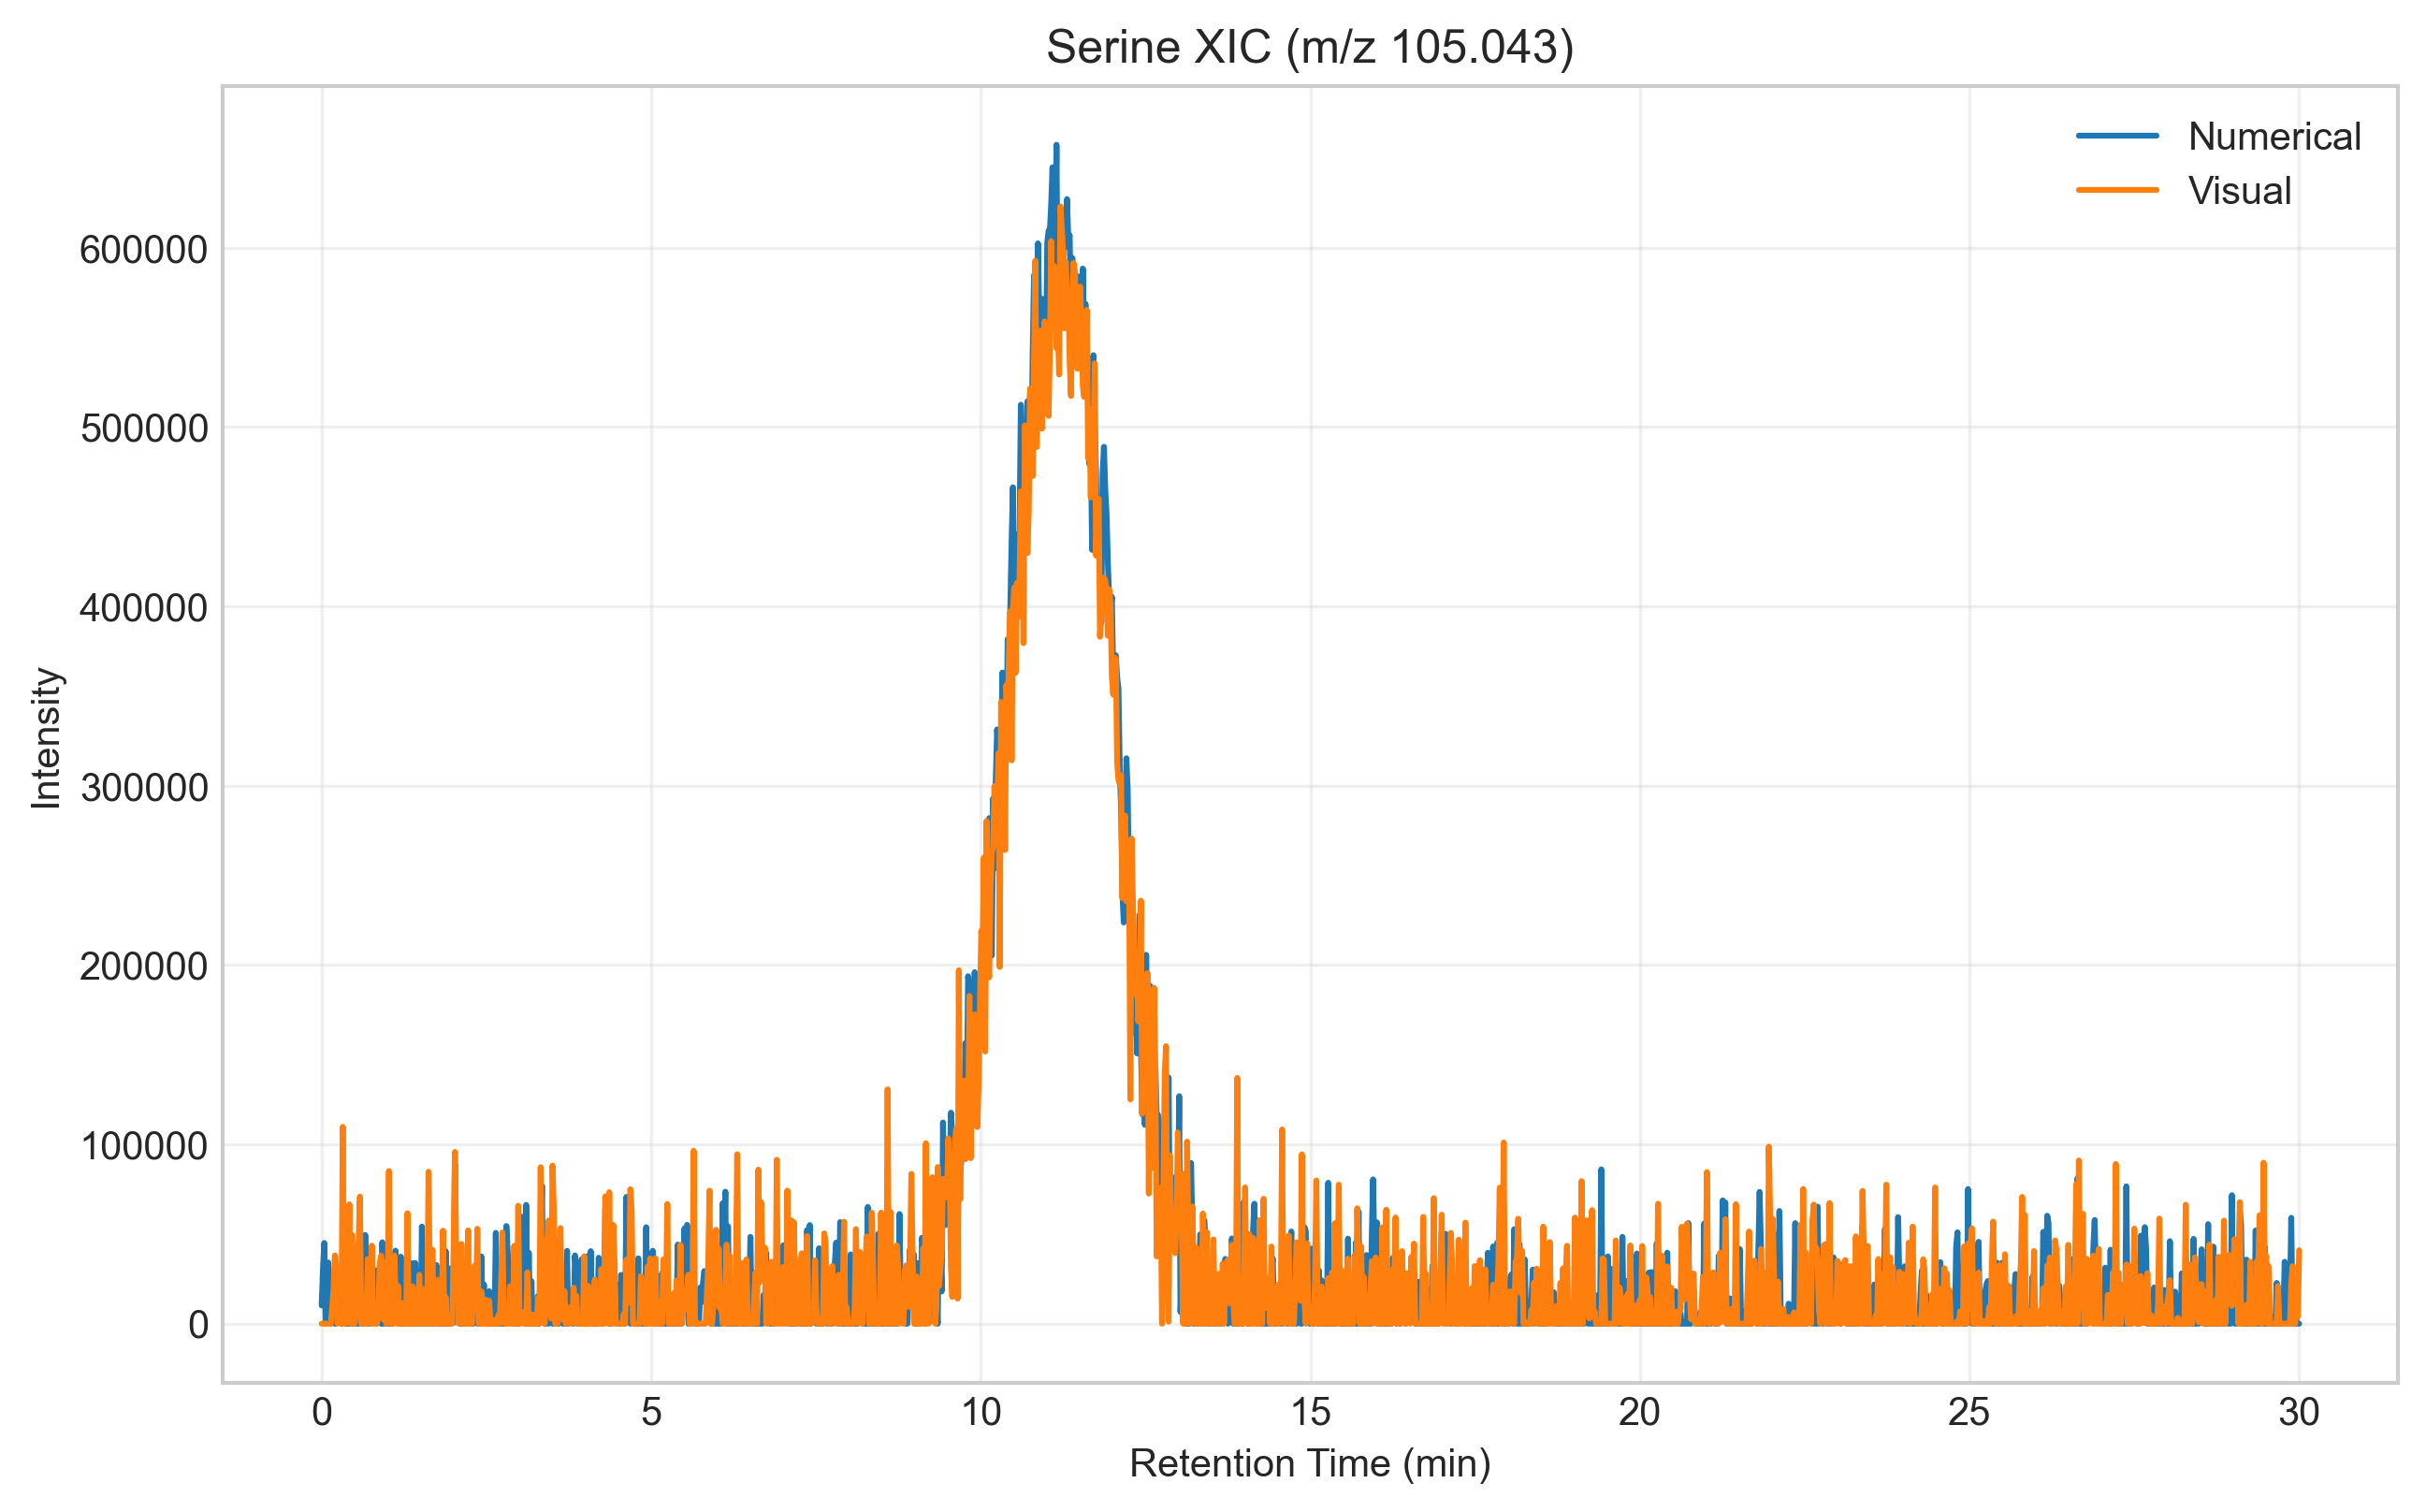 Serine XIC (m/z 105.043)
Numerical
Visual
600000
500000
400000
300000
200000
100000
0
Intensity
0 5 10 15 20 25 30
Retention Time (min)